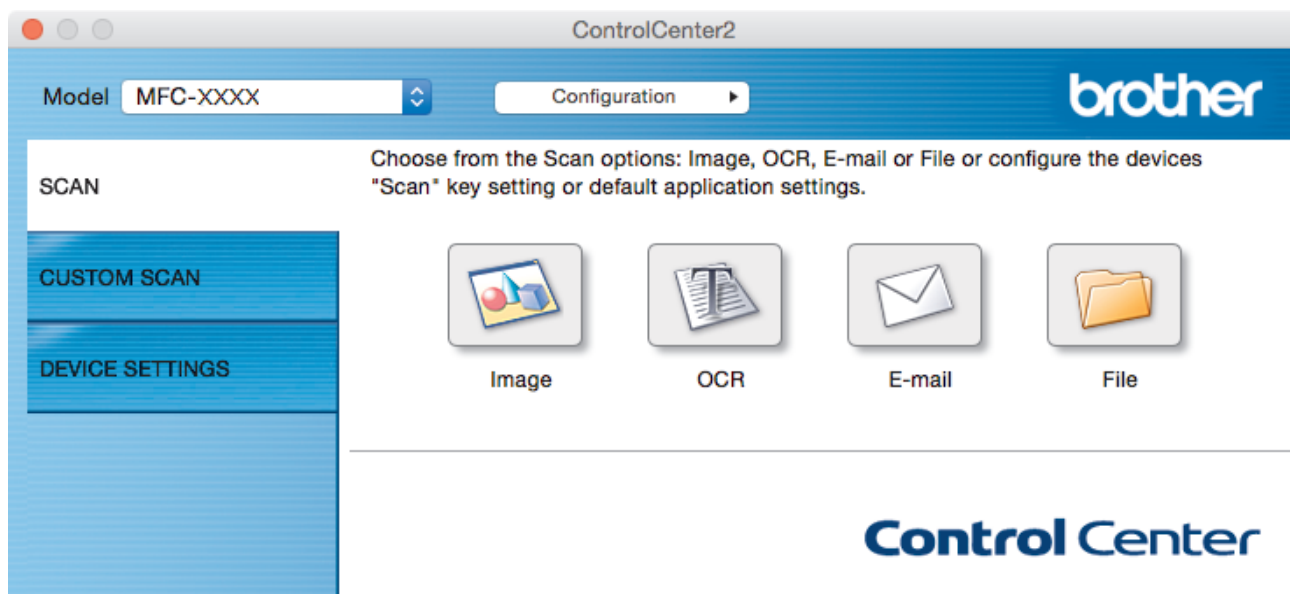 ControlCenter2
Model MFC-XXXX Configuration brother
SCAN
CUSTOM SCAN
DEVICE SETTINGS
Choose from the Scan options: Image, OCR, E-mail or File or configure the devices
"Scan" key setting or default application settings.
Image OCR E-mail File
Control Center